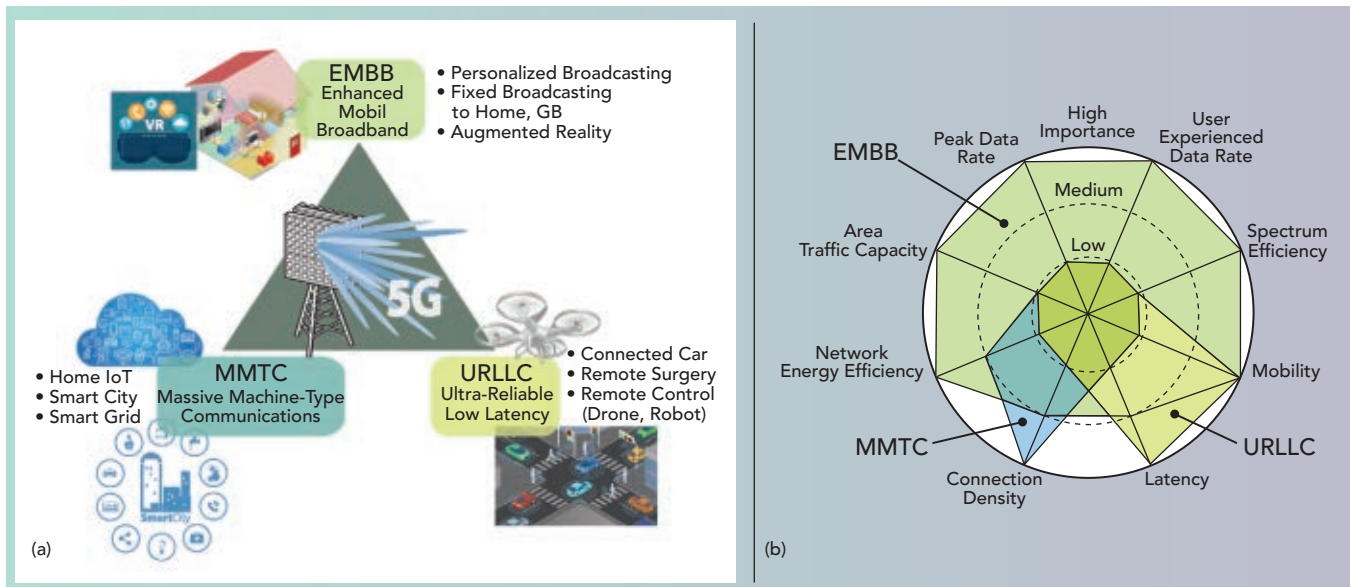 EMBB
Enhanced
Mobil
Broadband
• Personalized Broadcasting
• Fixed Broadcasting
to Home, GB
• Augmented Reality
VR
5G
• Home IoT
• Smart City
• Smart Grid
MMTC
Massive Machine-Type
Communications
URLLC
Ultra-Reliable
Low Latency
• Connected Car
• Remote Surgery
• Remote Control
(Drone, Robot)
SmartCity
(a)
High
Importance
User
Experienced
Data Rate
Peak Data
Rate
EMBB
Medium
Low
Area
Traffic Capacity
Spectrum
Efficiency
Network
Energy Efficiency
Mobility
MMTC
URLLC
Connection
Density
Latency
(b)